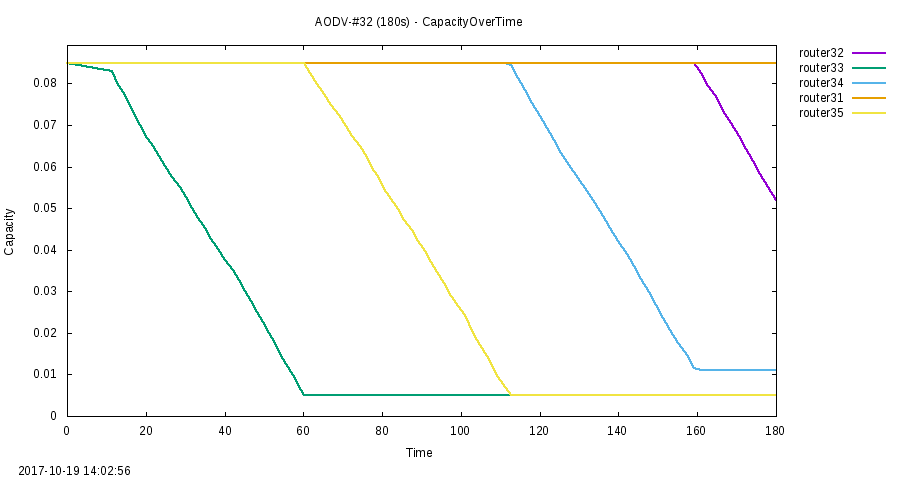 AODV-#32 (180s) - CapacityOverTime
router32
router33
router34
router31
router35
0.08
0.07
0.06
0.05
0.04
0.03
0.02
0.01
0
Capacity
0 20 40 60 80 100 120 140 160 180
Time
2017-10-19 14:02:56